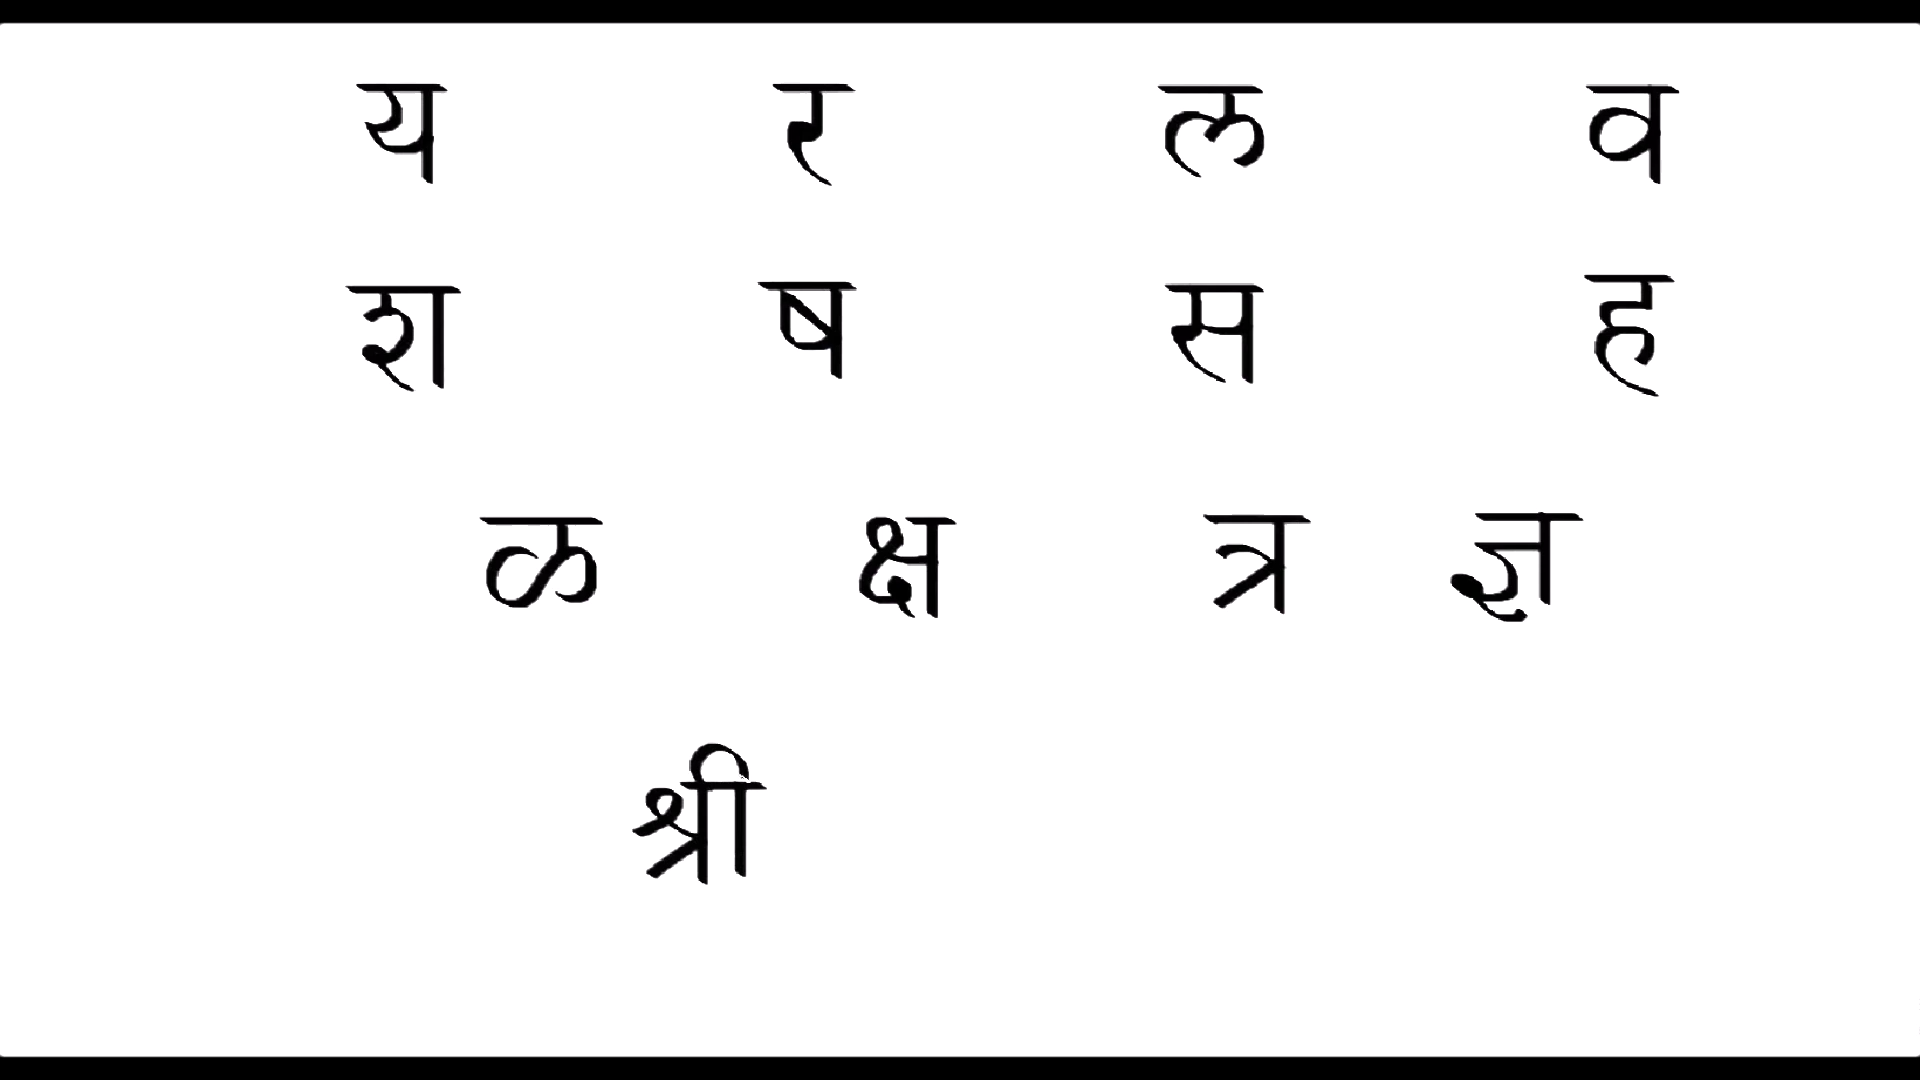 य र ल व
श ष स ह
ळ क्ष त्र ज्ञ
श्री